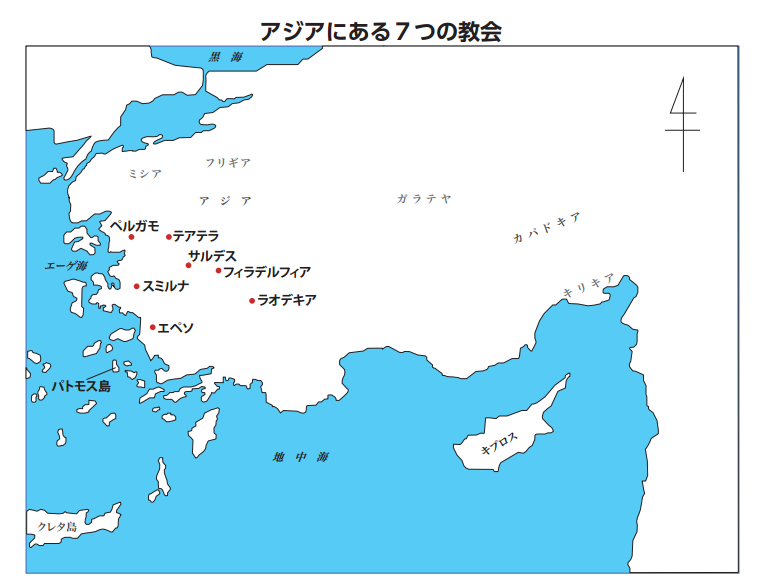 アジアにある７つの教会
黒 海
ミシア
フリギア
ア ジ ア
ガラテヤ
カパドキア
ペルガモ
テアテラ
サルデス
エーゲ海
フィラデルフィア
スミルナ
キリキア
ラオデキア
エペソ
パトモス島
キプロス
地 中 海
クレタ島